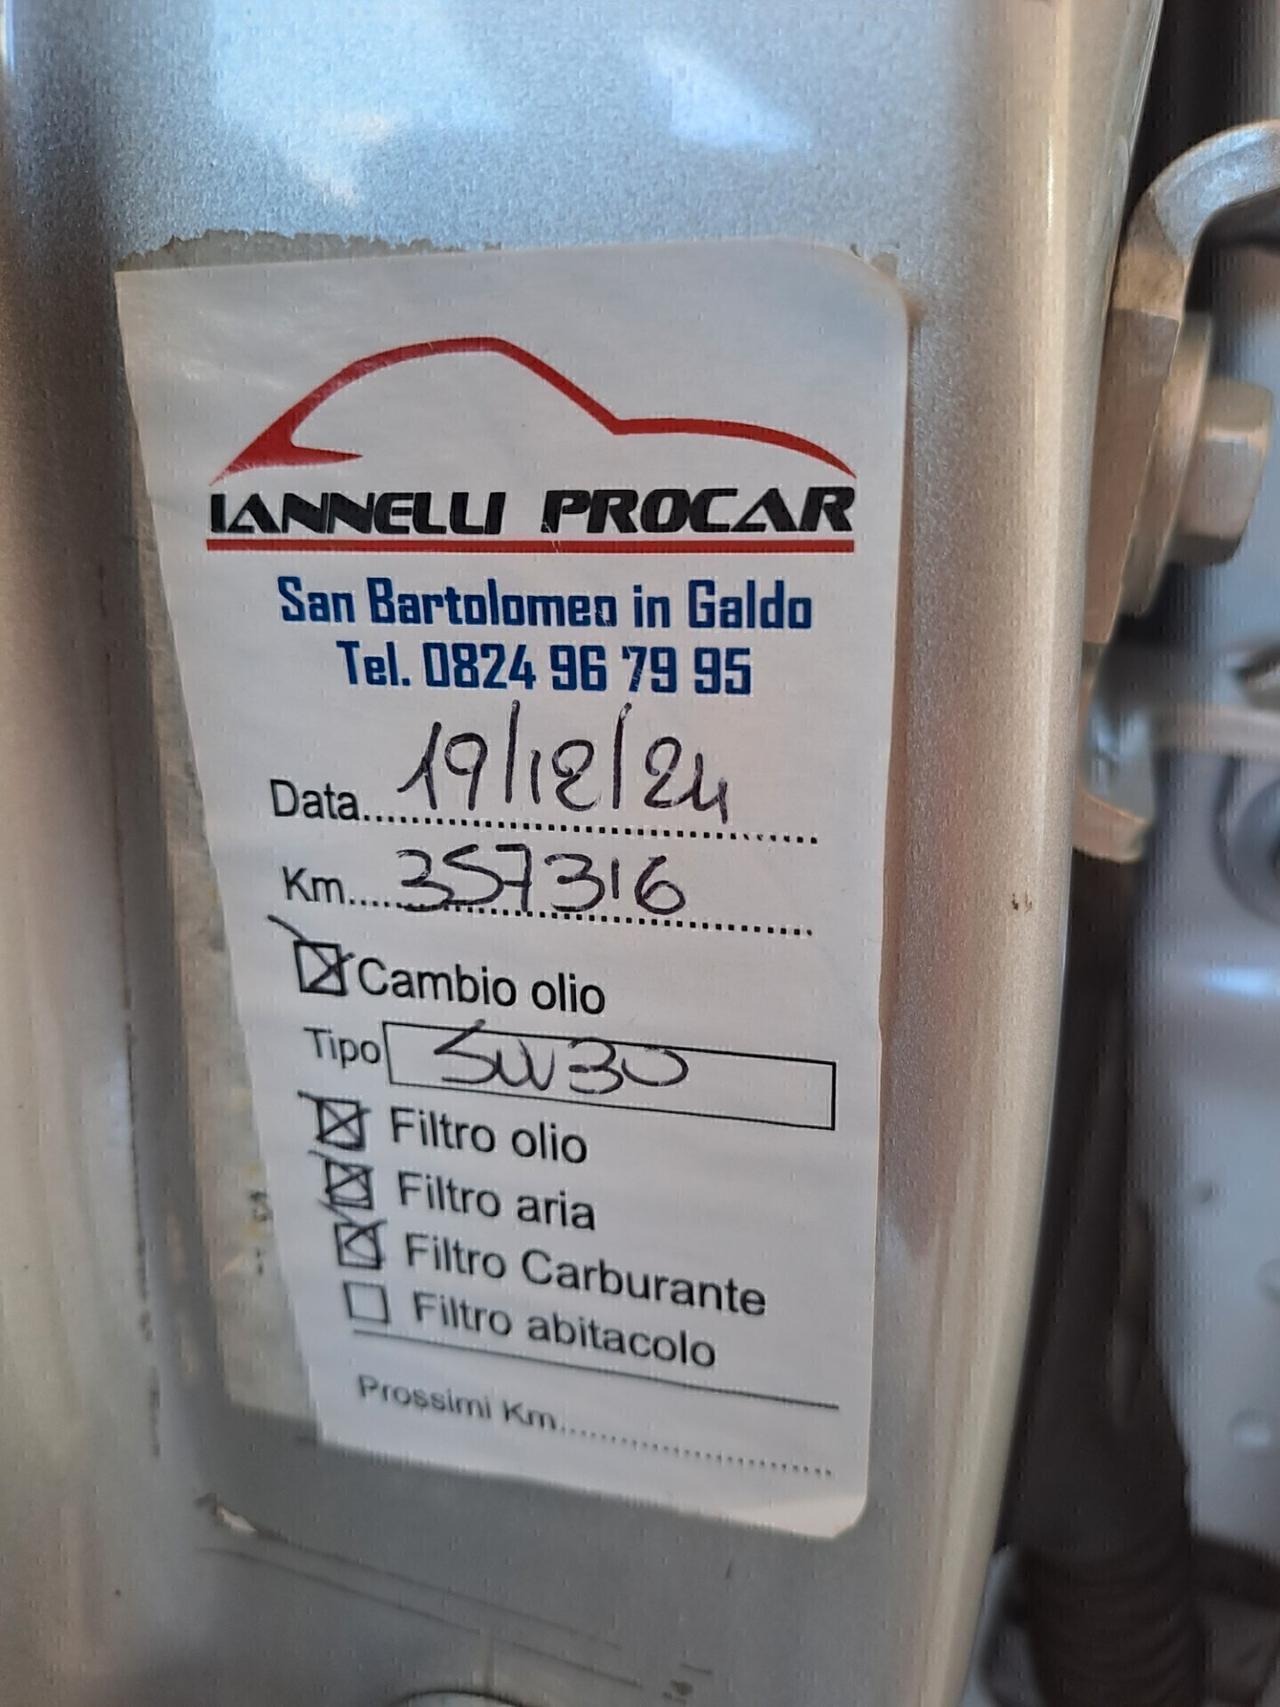 IANNELLI PROCAR
San Bartolomeo in Galdo
Tel. 0824 96 79 95
Data....19/12/24
Km....357316
Cambio olio
Tipo 5W30
Filtro olio
Filtro aria
Filtro Carburante
Filtro abitacolo
Prossimi Km....